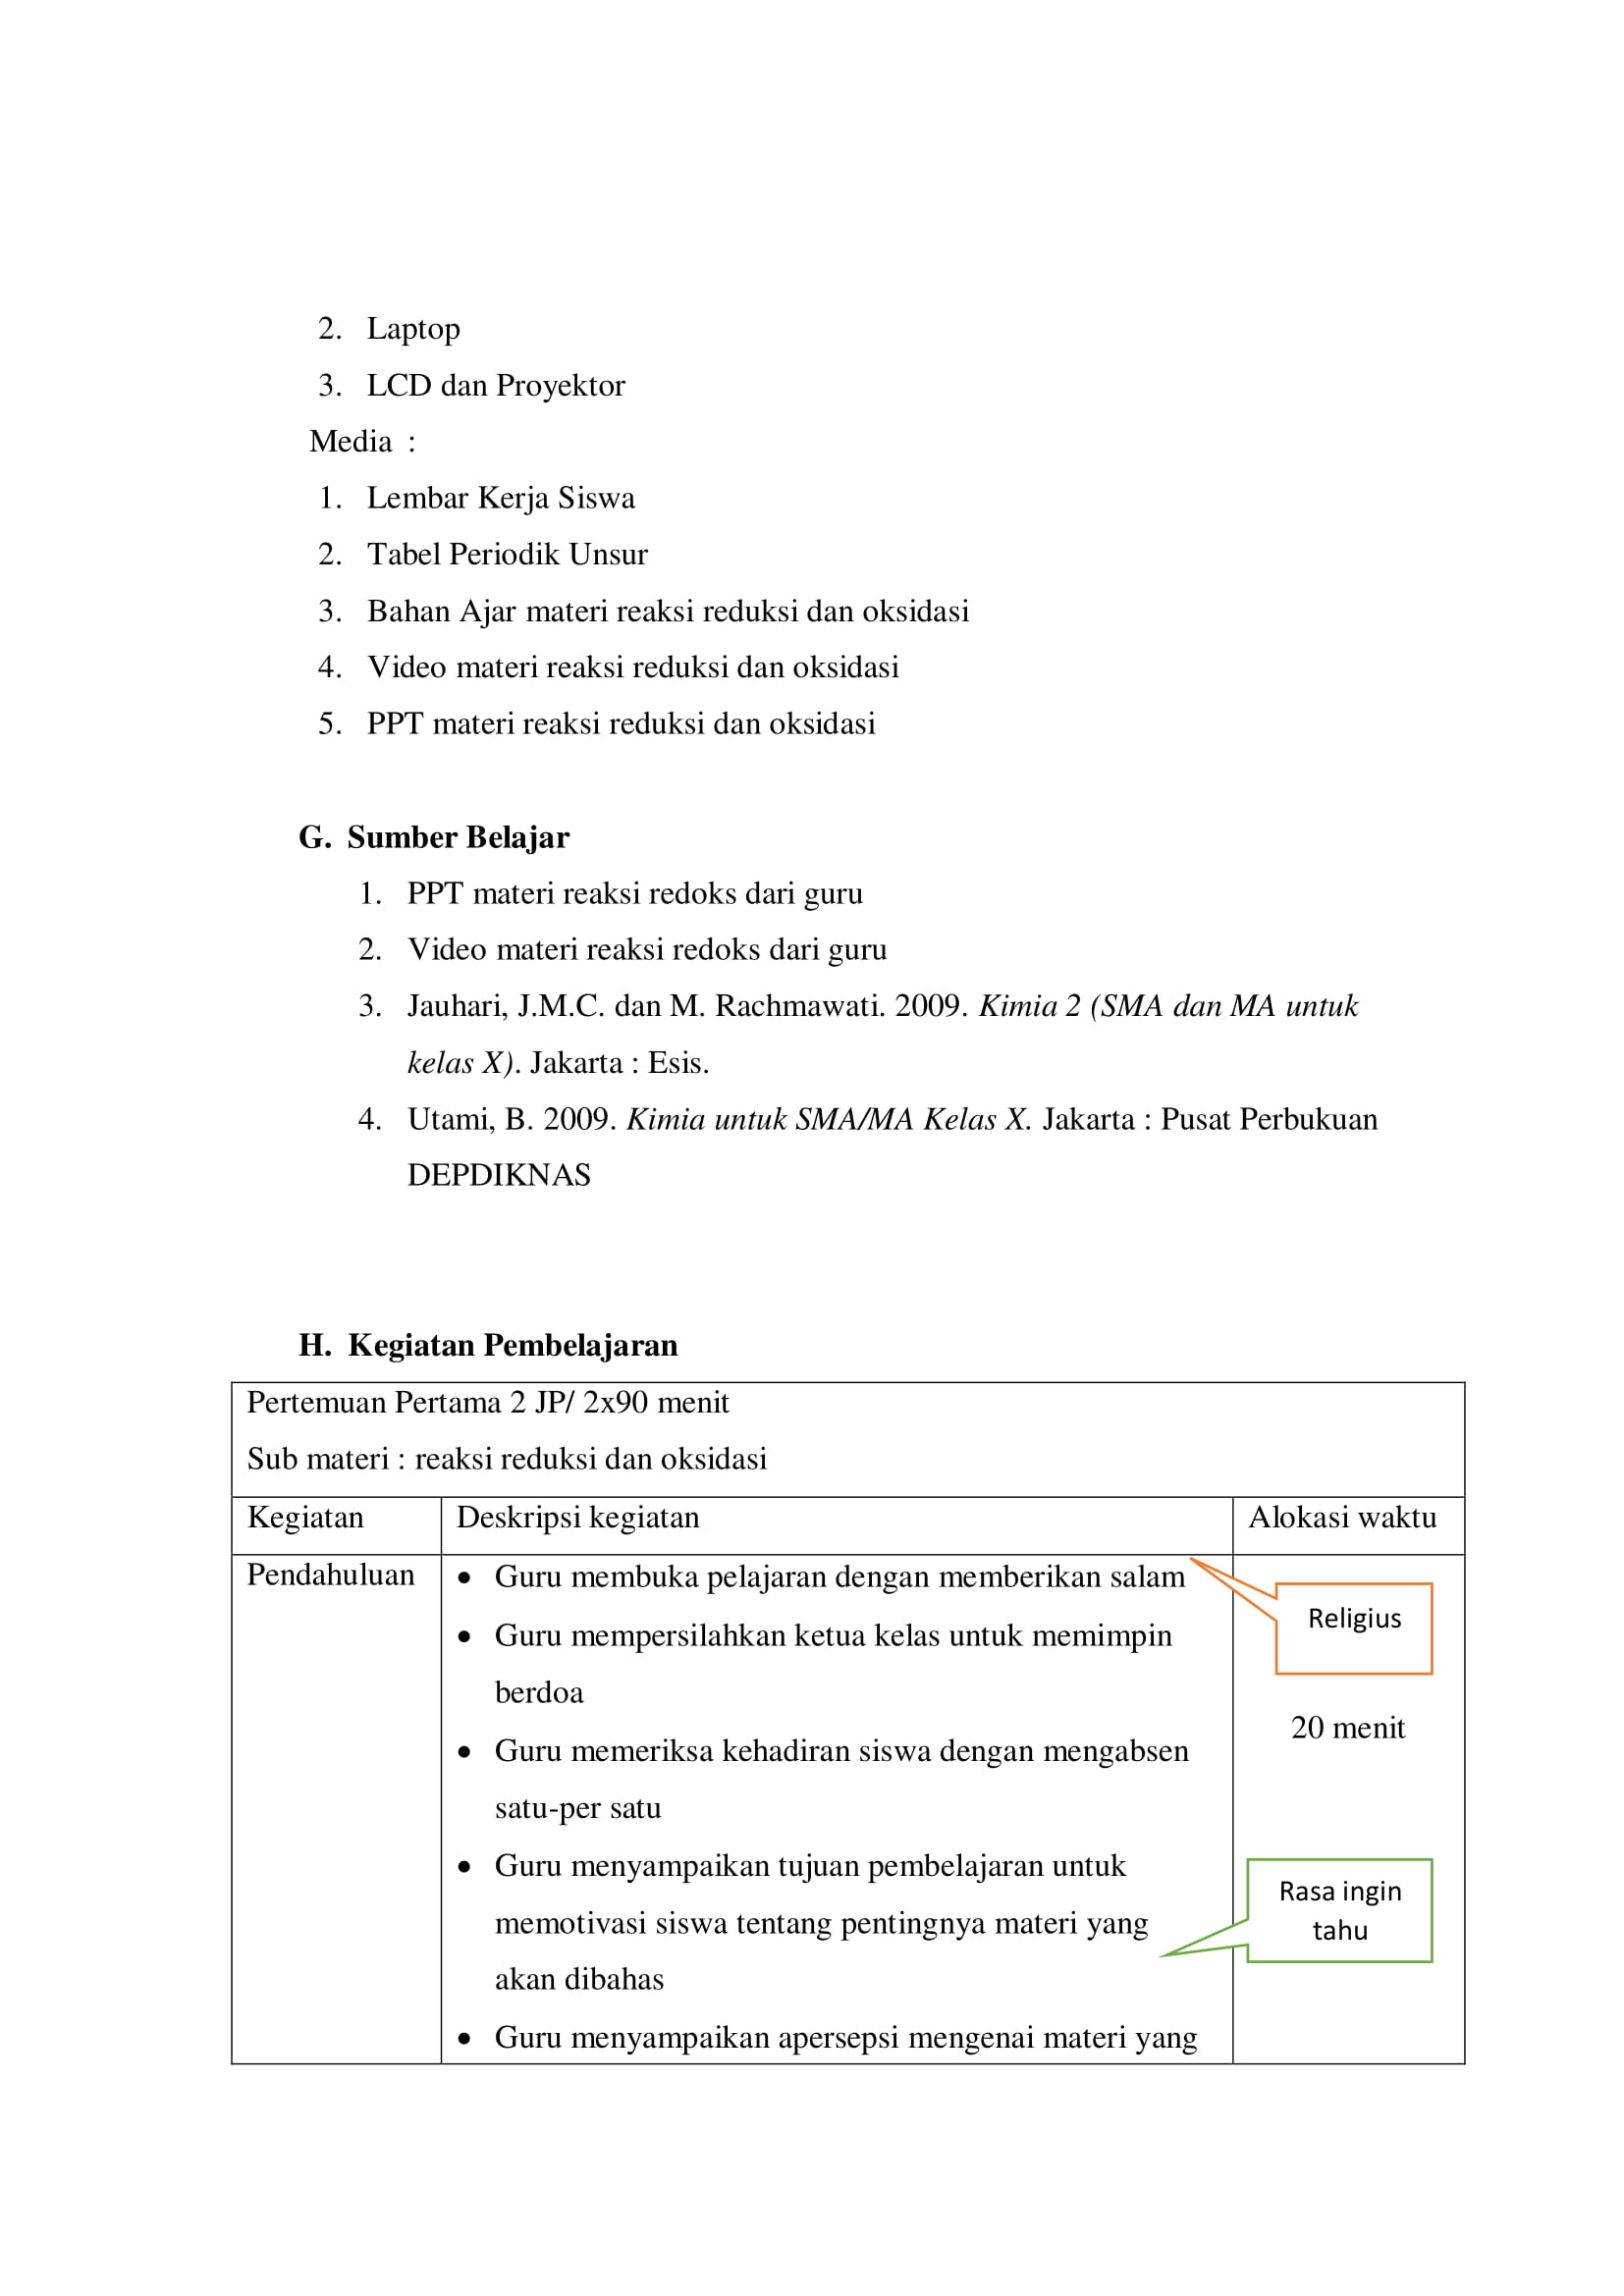 2. Laptop
3. LCD dan Proyektor
Media :
1. Lembar Kerja Siswa
2. Tabel Periodik Unsur
3. Bahan Ajar materi reaksi reduksi dan oksidasi
4. Video materi reaksi reduksi dan oksidasi
5. PPT materi reaksi reduksi dan oksidasi
G. Sumber Belajar
1. PPT materi reaksi redoks dari guru
2. Video materi reaksi redoks dari guru
3. Jauhari, J.M.C. dan M. Rachmawati. 2009. Kimia 2 (SMA dan MA untuk
kelas X). Jakarta : Esis.
4. Utami, B. 2009. Kimia untuk SMA/MA Kelas X. Jakarta : Pusat Perbukuan
DEPDIKNAS
H. Kegiatan Pembelajaran
Pertemuan Pertama 2 JP/ 2x90 menit
Sub materi : reaksi reduksi dan oksidasi
Kegiatan Deskripsi kegiatan Alokasi waktu
Pendahuluan
• Guru membuka pelajaran dengan memberikan salam
• Guru mempersilahkan ketua kelas untuk memimpin
berdoa
• Guru memeriksa kehadiran siswa dengan mengabsen
satu-per satu
• Guru menyampaikan tujuan pembelajaran untuk
memotivasi siswa tentang pentingnya materi yang
akan dibahas
• Guru menyampaikan apersepsi mengenai materi yang
Religius
20 menit
Rasa ingin
tahu